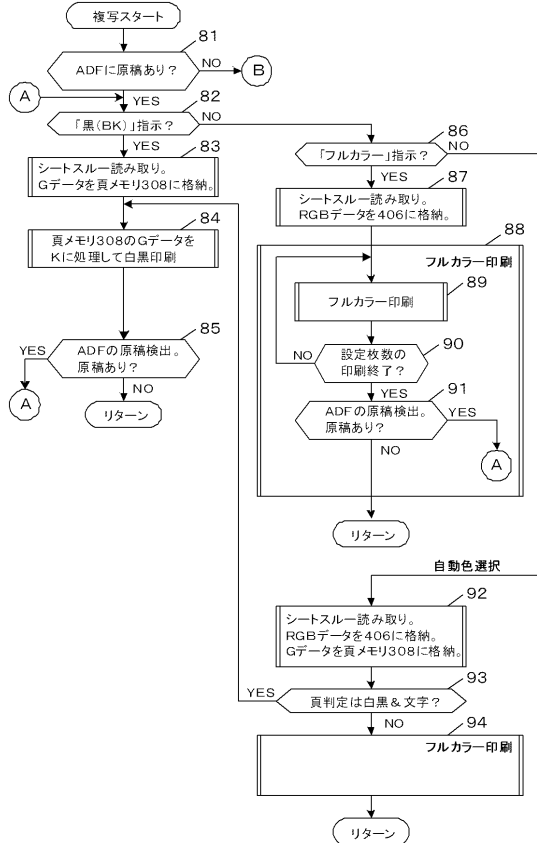 複写スタート
81
ADFに原稿あり？
NO
B
A
YES
82
「黒（BK）」指示？
NO
YES
83
シートスルー読み取り。
Gデータを頁メモリ308に格納。
84
頁メモリ308のGデータを
Kに処理して白黒印刷
85
ADFの原稿検出。
原稿あり？
YES
A
NO
リターン
86
「フルカラー」指示？
NO
YES
87
シートスルー読み取り。
RGBデータを406に格納。
88
フルカラー印刷
89
フルカラー印刷
90
設定枚数の
印刷終了？
NO
YES
91
ADFの原稿検出。
原稿あり？
YES
A
NO
リターン
自動色選択
92
シートスルー読み取り。
RGBデータを406に格納。
Gデータを頁メモリ308に格納。
93
頁判定は白黒＆文字？
YES
NO
94
フルカラー印刷
リターン